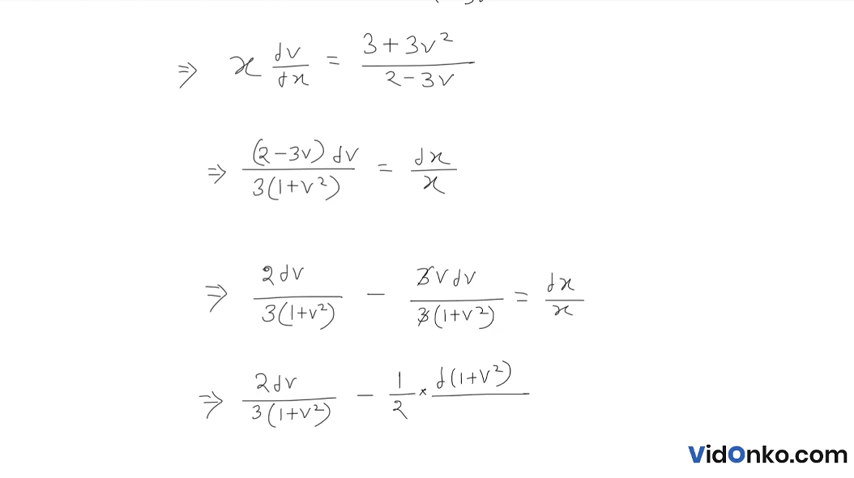 ⇒ x dv/dx = (3 + 3v²)/(2 - 3v)
⇒ (2 - 3v) dv/3(1 + v²) = dx/x
⇒ 2dv/3(1+v²) - 3v dv/3(1+v²) = dx/x
⇒ 2dv/3(1+v²) - 1/2 × d(1+v²)/
VidOnko.com